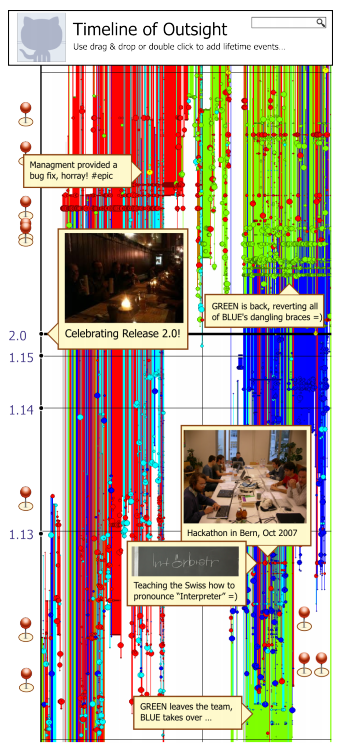 Timeline of Outsight
Use drag & drop or double click to add lifetime events...
Managment provided a
bug fix, horray! #epic
GREEN is back, reverting all
of BLUE's dangling braces =)
Celebrating Release 2.0!
2.0
1.15
1.14
Hackathon in Bern, Oct 2007
1.13
Teaching the Swiss how to
pronounce "Interpreter" =)
GREEN leaves the team,
BLUE takes over ...